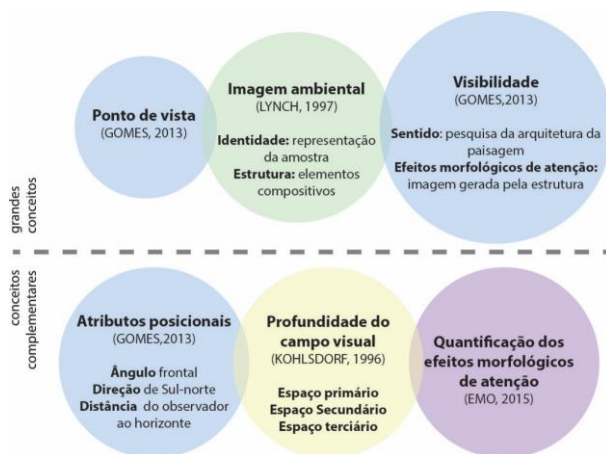 grandes
conceitos
Ponto de vista
(GOMES, 2013)
Imagem ambiental
(LYNCH, 1997)
Identidade: representação
da amostra
Estrutura: elementos
compositivos
Visibilidade
(GOMES,2013)
Sentido: pesquisa da arquitetura da
paisagem
Efeitos morfológicos de atenção:
imagem gerada pela estrutura
conceitos
complementares
Atributos posicionais
(GOMES,2013)
Ângulo frontal
Direção de Sul-norte
Distância do observador
ao horizonte
Profundidade do
campo visual
(KOHLSDORF, 1996)
Espaço primário
Espaço Secundário
Espaço terciário
Quantificação dos
efeitos morfológicos
de atenção
(EMO, 2015)